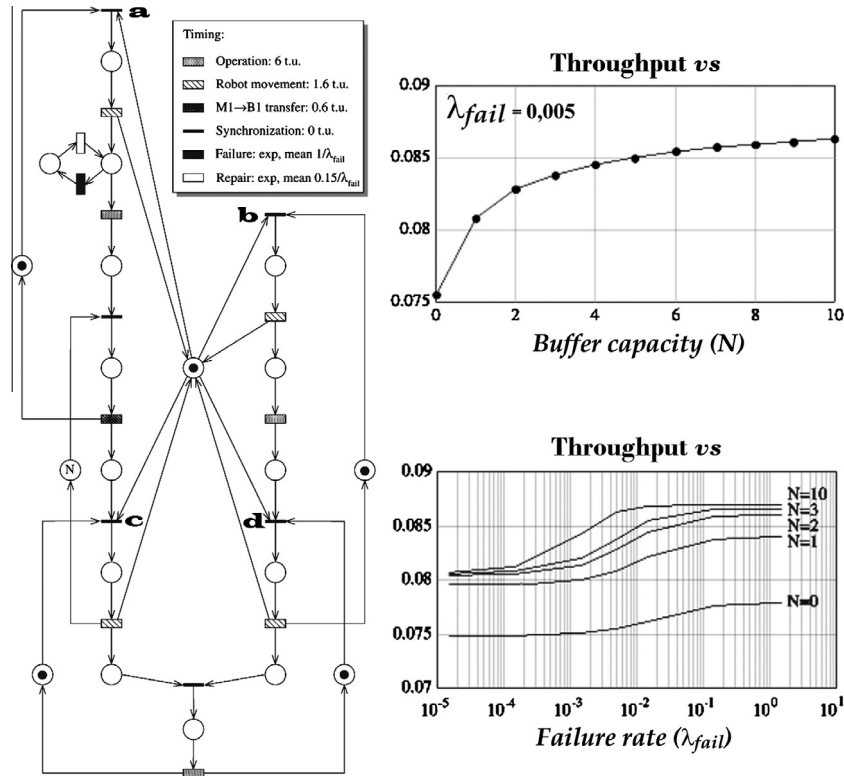 a
Timing:
Operation: 6 t.u.
Robot movement: 1.6 t.u.
M1→B1 transfer: 0.6 t.u.
Synchronization: 0 t.u.
Failure: exp, mean 1/λfail
Repair: exp, mean 0.15/λfail
b
N
c
d
Throughput vs
λfail = 0,005
0.09
0.085
0.08
0.075
0 2 4 6 8 10
Buffer capacity (N)
Throughput vs
0.09
0.085
0.08
0.075
0.07
N=10
N=3
N=2
N=1
N=0
10-5 10-4 10-3 10-2 10-1 100 101
Failure rate (λfail)